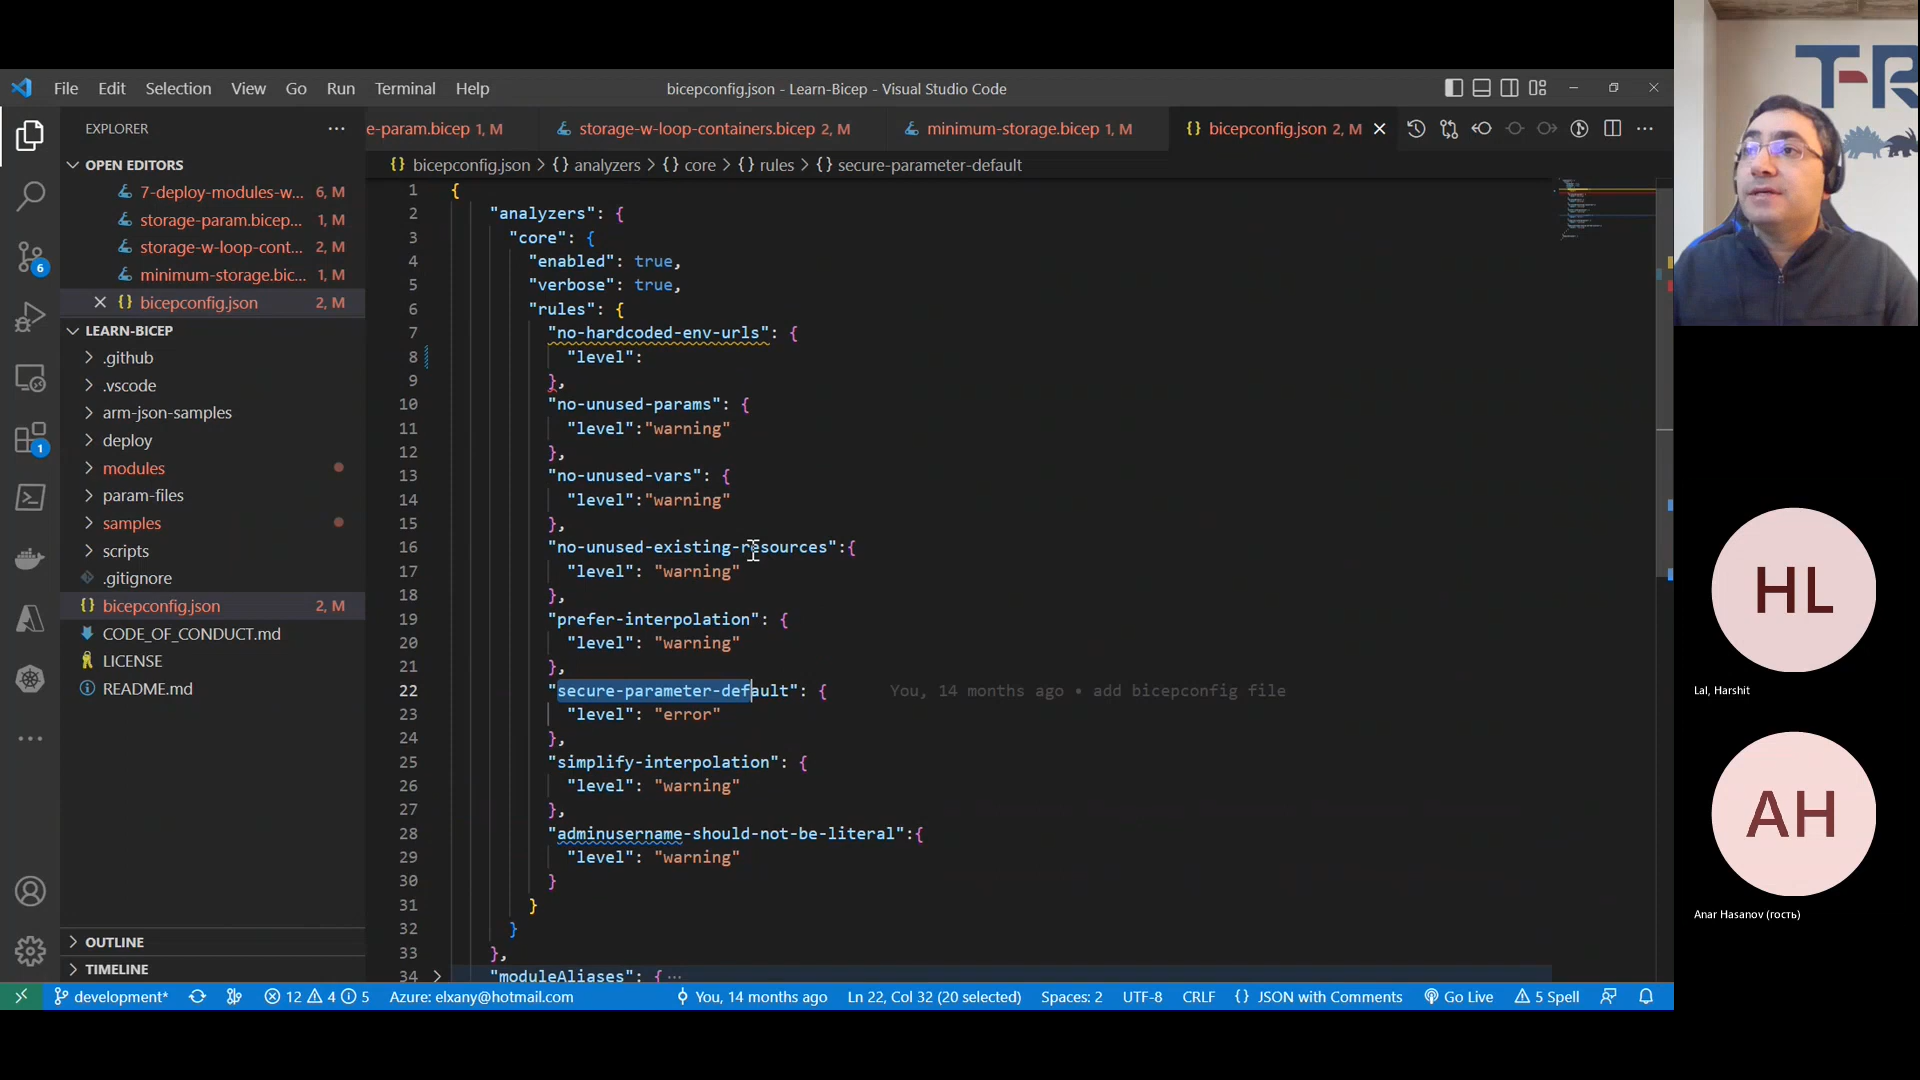 File Edit Selection View Go Run Terminal Help
bicepconfig.json - Learn-Bicep - Visual Studio Code
EXPLORER
OPEN EDITORS
7-deploy-modules-w... 6, M
storage-param.bicep... 1, M
storage-w-loop-cont... 2, M
minimum-storage.bic... 1, M
bicepconfig.json 2, M
LEARN-BICEP
.github
.vscode
arm-json-samples
deploy
modules
param-files
samples
scripts
.gitignore
bicepconfig.json 2, M
CODE_OF_CONDUCT.md
LICENSE
README.md
OUTLINE
TIMELINE
6
1
e-param.bicep 1, M storage-w-loop-containers.bicep 2, M minimum-storage.bicep 1, M bicepconfig.json 2, M
bicepconfig.json > {} analyzers > {} core > {} rules > {} secure-parameter-default
1 {
2 "analyzers": {
3 "core": {
4 "enabled": true,
5 "verbose": true,
6 "rules": {
7 "no-hardcoded-env-urls": {
8 "level":
9 },
10 "no-unused-params": {
11 "level":"warning"
12 },
13 "no-unused-vars": {
14 "level":"warning"
15 },
16 "no-unused-existing-resources":{
17 "level": "warning"
18 },
19 "prefer-interpolation": {
20 "level": "warning"
21 },
22 "secure-parameter-default": { You, 14 months ago • add bicepconfig file
23 "level": "error"
24 },
25 "simplify-interpolation": {
26 "level": "warning"
27 },
28 "adminusername-should-not-be-literal":{
29 "level": "warning"
30 }
31 }
32 }
33 },
34 "moduleAliases": { ...
development* 12 4 5 Azure: elxany@hotmail.com You, 14 months ago Ln 22, Col 32 (20 selected) Spaces: 2 UTF-8 CRLF {} JSON with Comments Go Live 5 Spell
T-R
HL
Lal, Harshit
AH
Anar Hasanov (гость)